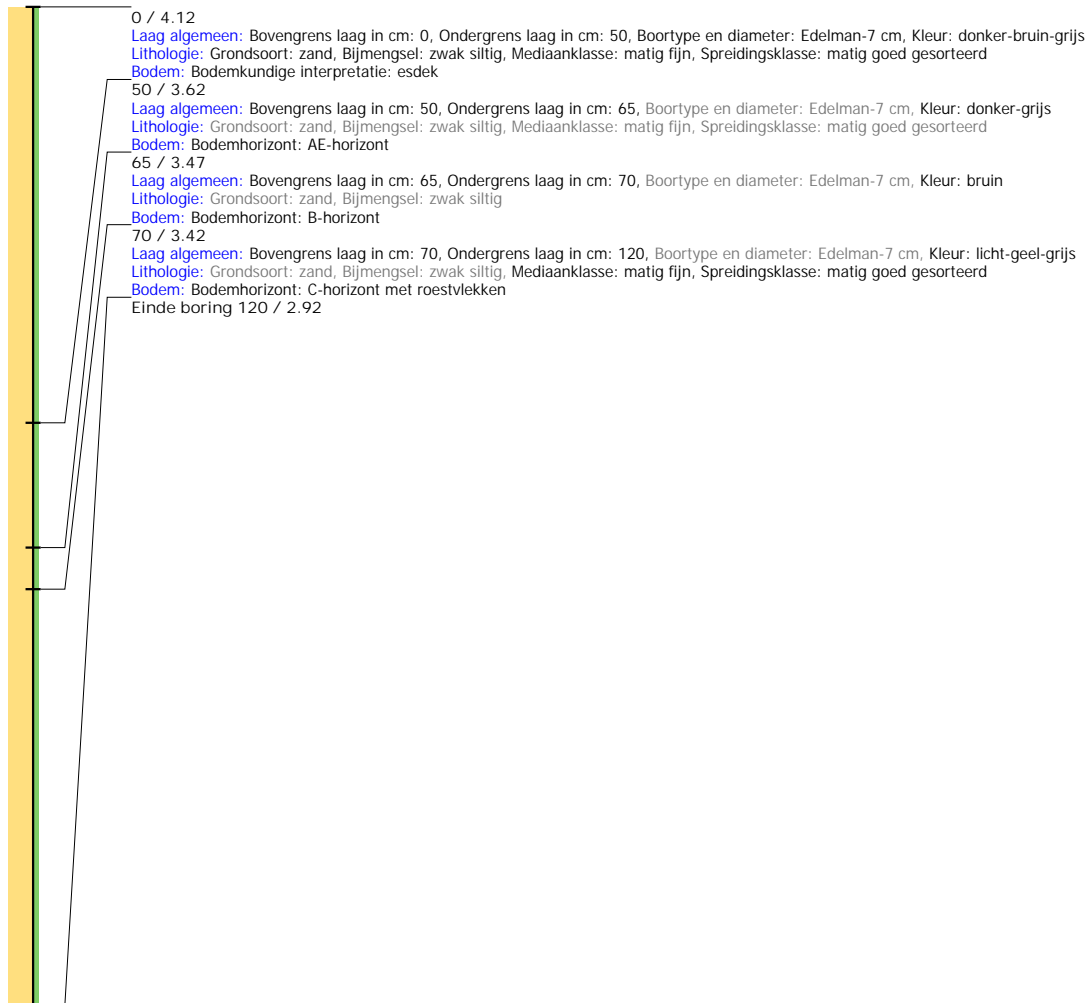 0 / 4.12
Laag algemeen: Bovengrens laag in cm: 0, Ondergrens laag in cm: 50, Boortype en diameter: Edelman-7 cm, Kleur: donker-bruin-grijs
Lithologie: Grondsoort: zand, Bijmengsel: zwak siltig, Mediaanklasse: matig fijn, Spreidingsklasse: matig goed gesorteerd
Bodem: Bodemkundige interpretatie: esdek
50 / 3.62
Laag algemeen: Bovengrens laag in cm: 50, Ondergrens laag in cm: 65, Boortype en diameter: Edelman-7 cm, Kleur: donker-grijs
Lithologie: Grondsoort: zand, Bijmengsel: zwak siltig, Mediaanklasse: matig fijn, Spreidingsklasse: matig goed gesorteerd
Bodem: Bodemhorizont: AE-horizont
65 / 3.47
Laag algemeen: Bovengrens laag in cm: 65, Ondergrens laag in cm: 70, Boortype en diameter: Edelman-7 cm, Kleur: bruin
Lithologie: Grondsoort: zand, Bijmengsel: zwak siltig
Bodem: Bodemhorizont: B-horizont
70 / 3.42
Laag algemeen: Bovengrens laag in cm: 70, Ondergrens laag in cm: 120, Boortype en diameter: Edelman-7 cm, Kleur: licht-geel-grijs
Lithologie: Grondsoort: zand, Bijmengsel: zwak siltig, Mediaanklasse: matig fijn, Spreidingsklasse: matig goed gesorteerd
Bodem: Bodemhorizont: C-horizont met roestvlekken
Einde boring 120 / 2.92